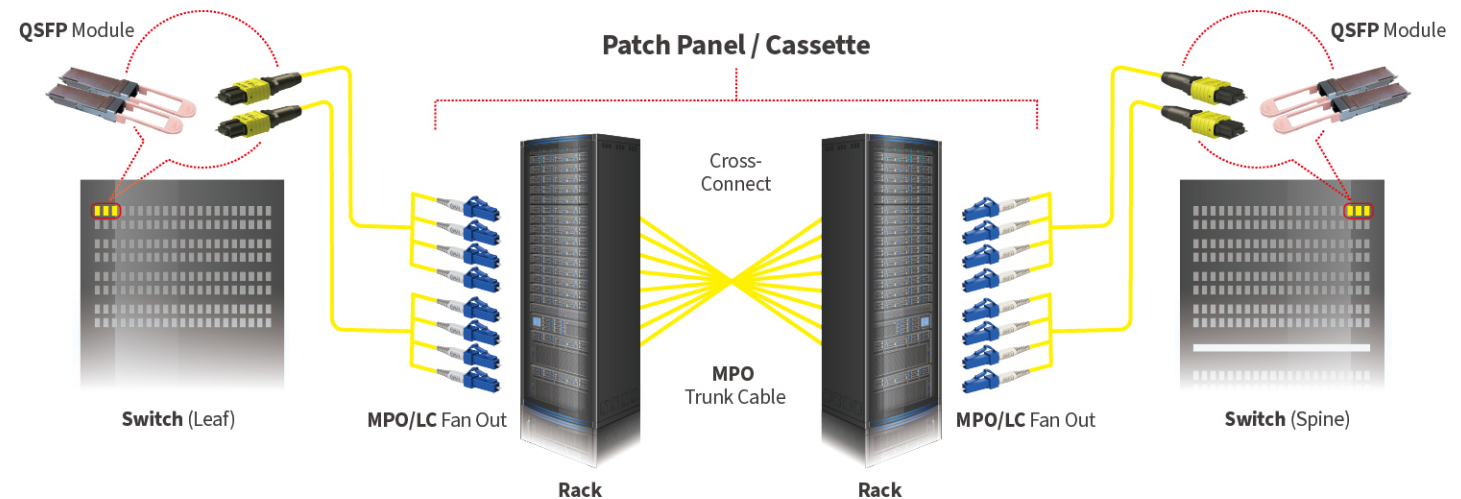 QSFP Module
QSFP Module
Patch Panel / Cassette
Cross-
Connect
MPO
Trunk Cable
Switch (Leaf)
MPO/LC Fan Out
MPO/LC Fan Out
Switch (Spine)
Rack
Rack